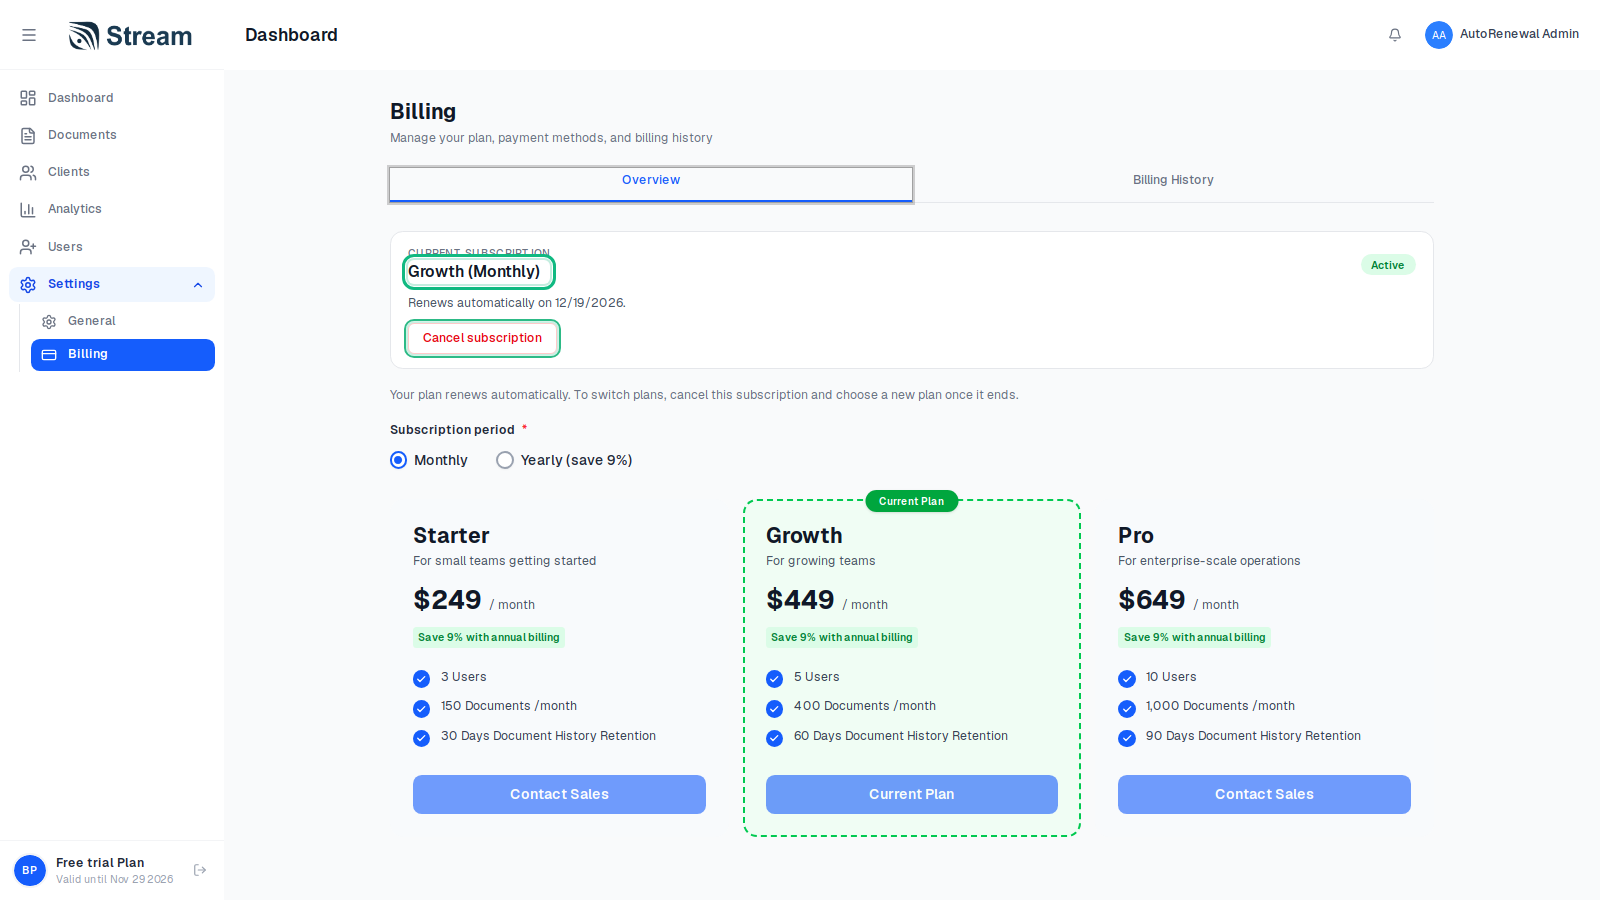 Stream
Dashboard
AA
AutoRenewal Admin
Dashboard
Documents
Clients
Analytics
Users
Settings
General
Billing
Billing
Manage your plan, payment methods, and billing history
Overview
Billing History
CURRENT SUBSCRIPTION
Growth (Monthly)
Active
Renews automatically on 12/19/2026.
Cancel subscription
Your plan renews automatically. To switch plans, cancel this subscription and choose a new plan once it ends.
Subscription period *
Monthly
Yearly (save 9%)
Starter
For small teams getting started
$249 / month
Save 9% with annual billing
3 Users
150 Documents /month
30 Days Document History Retention
Contact Sales
Current Plan
Growth
For growing teams
$449 / month
Save 9% with annual billing
5 Users
400 Documents /month
60 Days Document History Retention
Current Plan
Pro
For enterprise-scale operations
$649 / month
Save 9% with annual billing
10 Users
1,000 Documents /month
90 Days Document History Retention
Contact Sales
BP
Free trial Plan
Valid until Nov 29 2026